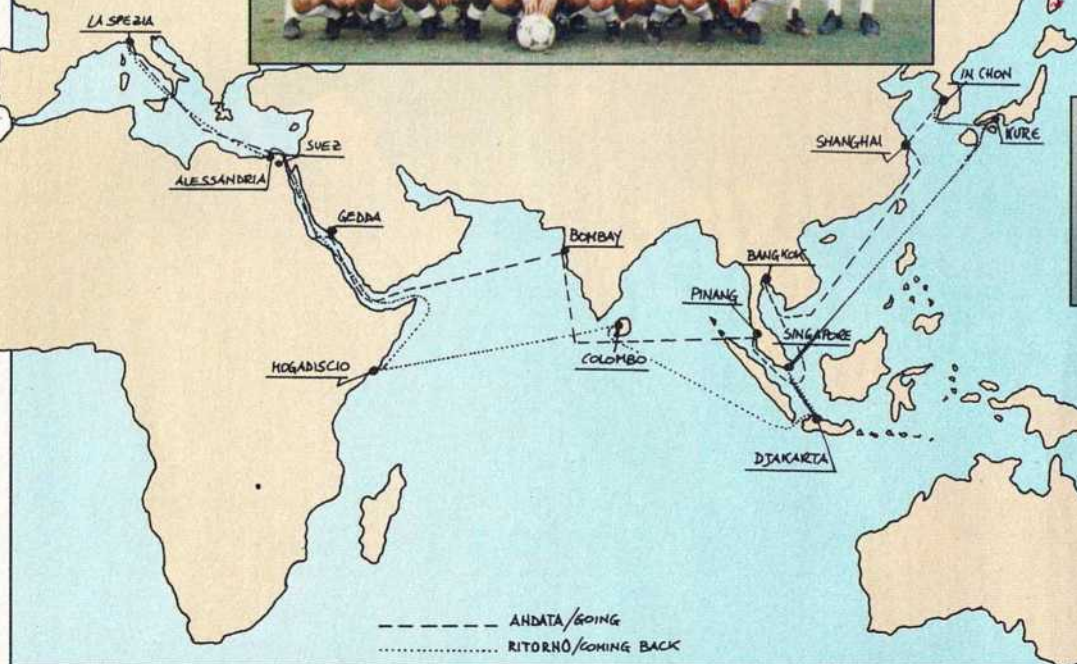 LA SPEZIA
IN CHON
SHANGHAI
KURE
SUEZ
ALESSANDRIA
GEDDA
BOMBAY
BANGKOK
PINANG
SINGAPORE
MOGADISCIO
COLOMBO
DJAKARTA
ANDATA/GOING
RITORNO/COMING BACK